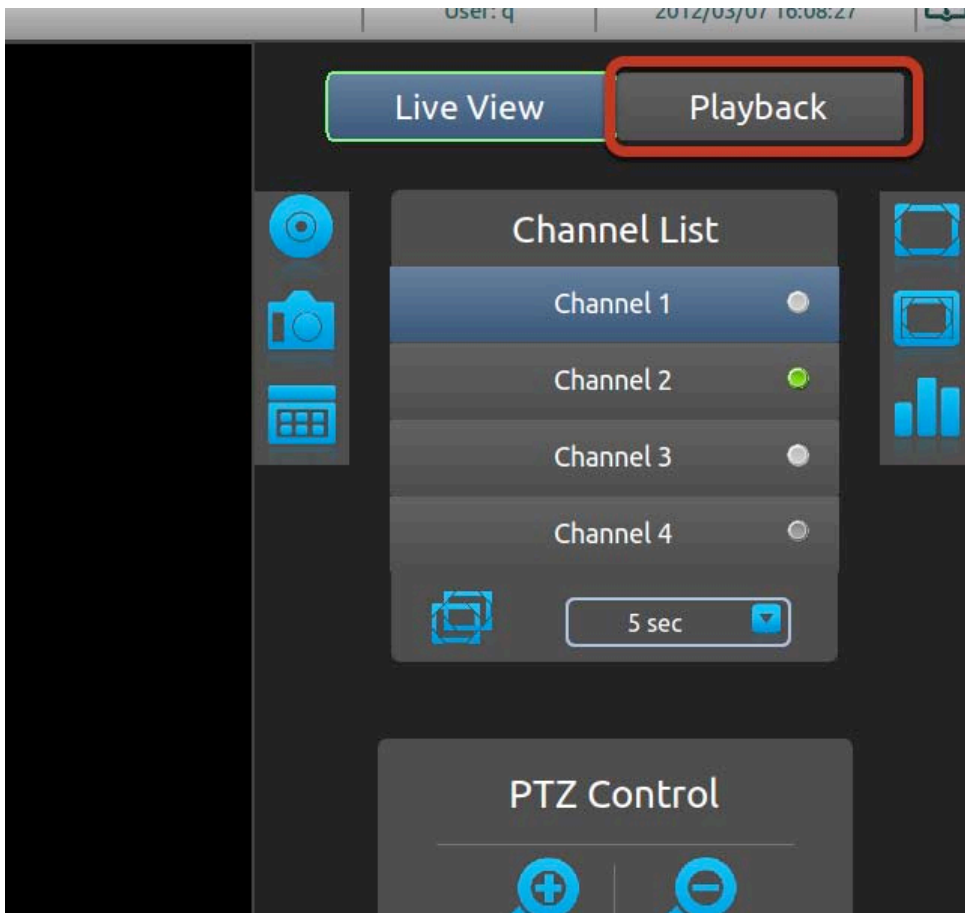 User: q 2012/03/07 16:08:27
Live View Playback
Channel List
Channel 1
Channel 2
Channel 3
Channel 4
5 sec
PTZ Control